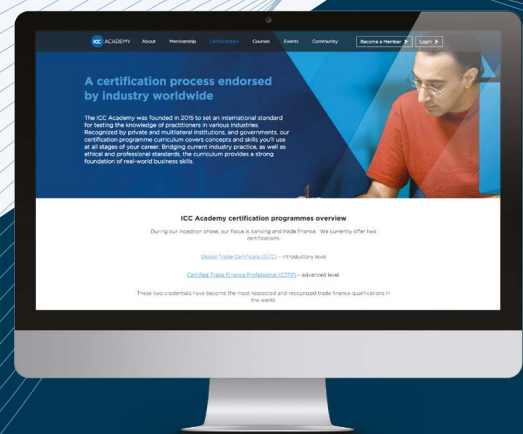 ICC ACADEMY About Membership Certifications Courses Events Community Become a Member Login
A certification process endorsed
by industry worldwide
The ICC Academy was founded in 2015 to set an international standard
for testing the knowledge of practitioners in various industries.
Recognized by private and multilateral institutions, and governments, our
certification programme curriculum covers concepts and skills you'll use
at all stages of your career. Bridging current industry practice, as well as
ethical and professional standards, the curriculum provides a strong
foundation of real-world business skills.
ICC Academy certification programmes overview
During our inception phase, our focus is banking and trade finance. We currently offer two
certifications:
Global Trade Certificate (GTC) – introductory level
Certified Trade Finance Professional (CTFP) – advanced level
These two credentials have become the most respected and recognized trade finance qualifications in
the world.